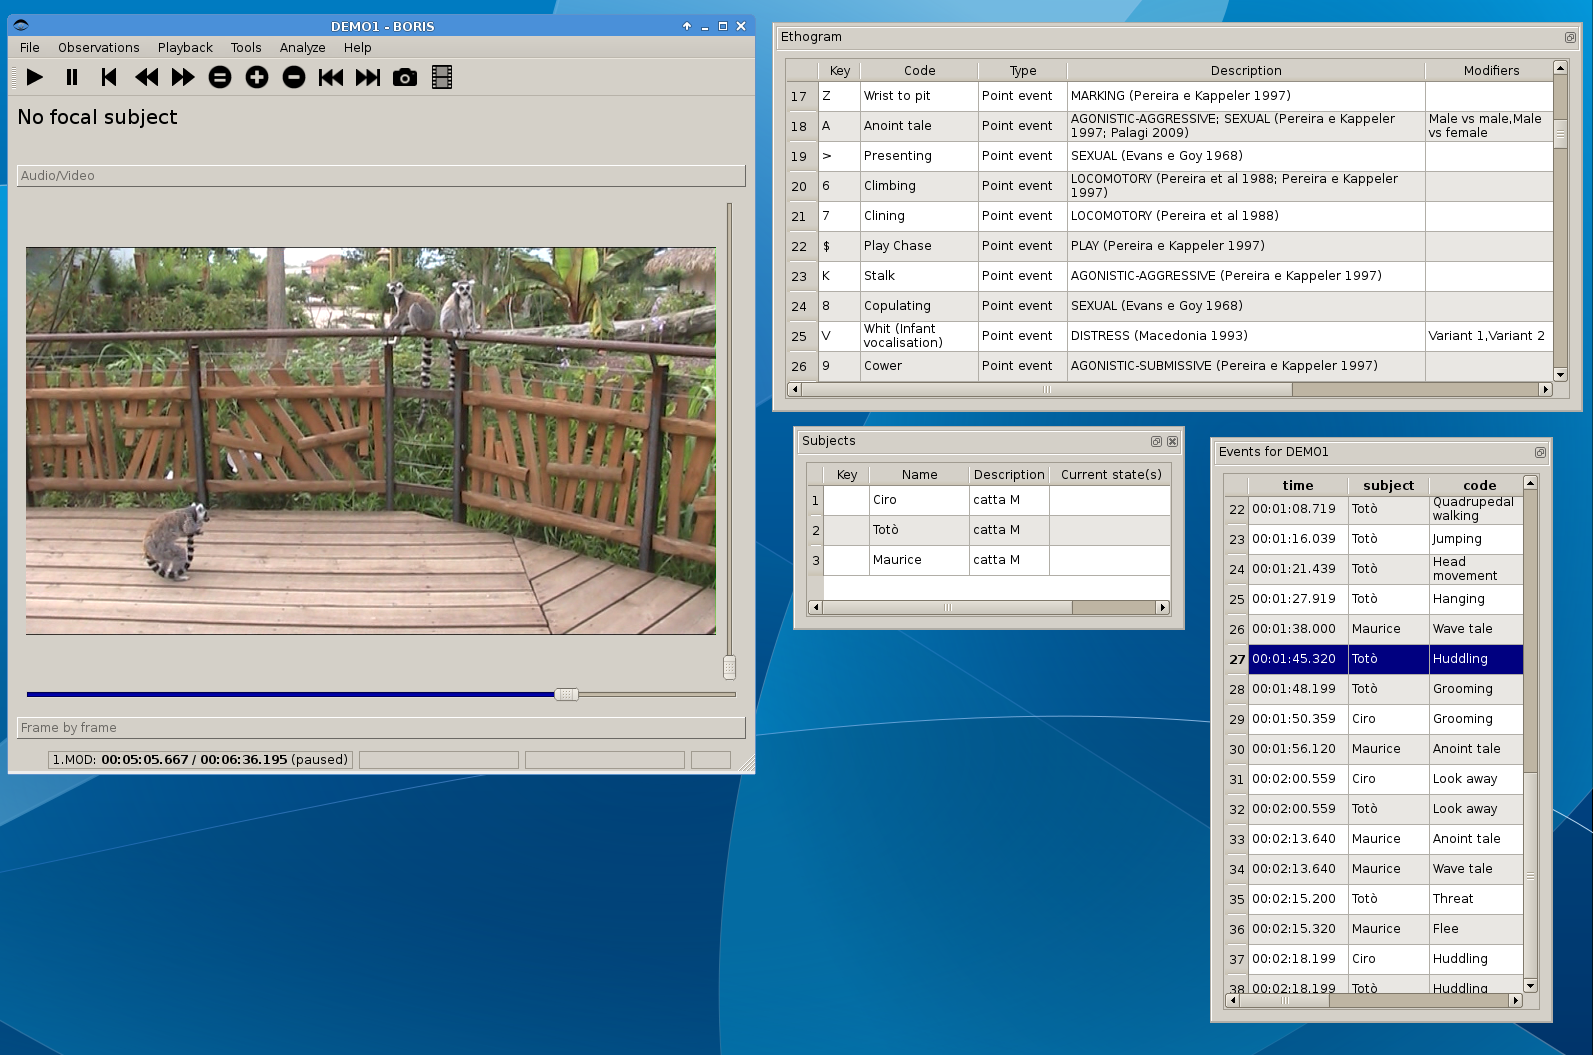 DEMO1 - BORIS
File Observations Playback Tools Analyze Help
No focal subject
Audio/Video
Frame by frame
1.MOD: 00:05:05.667 / 00:06:36.195 (paused)
Ethogram
Key Code Type Description Modifiers
17 Z Wrist to pit Point event MARKING (Pereira e Kappeler 1997)
18 A Anoint tale Point event AGONISTIC-AGGRESSIVE; SEXUAL (Pereira e Kappeler Male vs male,Male
1997; Palagi 2009) vs female
19 > Presenting Point event SEXUAL (Evans e Goy 1968)
20 6 Climbing Point event LOCOMOTORY (Pereira et al 1988; Pereira e Kappeler
1997)
21 7 Clining Point event LOCOMOTORY (Pereira et al 1988)
22 $ Play Chase Point event PLAY (Pereira e Kappeler 1997)
23 K Stalk Point event AGONISTIC-AGGRESSIVE (Pereira e Kappeler 1997)
24 8 Copulating Point event SEXUAL (Evans e Goy 1968)
25 V Whit (Infant Point event DISTRESS (Macedonia 1993) Variant 1,Variant 2
vocalisation)
26 9 Cower Point event AGONISTIC-SUBMISSIVE (Pereira e Kappeler 1997)
Subjects
Key Name Description Current state(s)
1 Ciro catta M
2 Totò catta M
3 Maurice catta M
Events for DEMO1
time subject code
22 00:01:08.719 Totò Quadrupedal
walking
23 00:01:16.039 Totò Jumping
24 00:01:21.439 Totò Head
movement
25 00:01:27.919 Totò Hanging
26 00:01:38.000 Maurice Wave tale
27 00:01:45.320 Totò Huddling
28 00:01:48.199 Totò Grooming
29 00:01:50.359 Ciro Grooming
30 00:01:56.120 Maurice Anoint tale
31 00:02:00.559 Ciro Look away
32 00:02:00.559 Totò Look away
33 00:02:13.640 Maurice Anoint tale
34 00:02:13.640 Maurice Wave tale
35 00:02:15.200 Totò Threat
36 00:02:15.320 Maurice Flee
37 00:02:18.199 Ciro Huddling
38 00:02:18.199 Totò Huddling